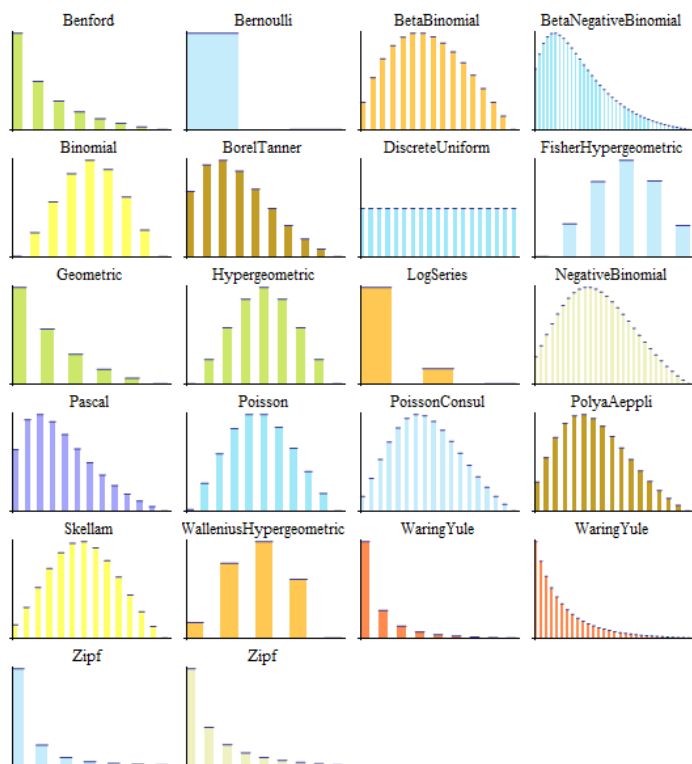 Benford
Bernoulli
BetaBinomial
BetaNegativeBinomial
Binomial
BorelTanner
DiscreteUniform
FisherHypergeometric
Geometric
Hypergeometric
LogSeries
NegativeBinomial
Pascal
Poisson
PoissonConsul
PolyaAeppli
Skellam
WalleniusHypergeometric
WaringYule
WaringYule
Zipf
Zipf